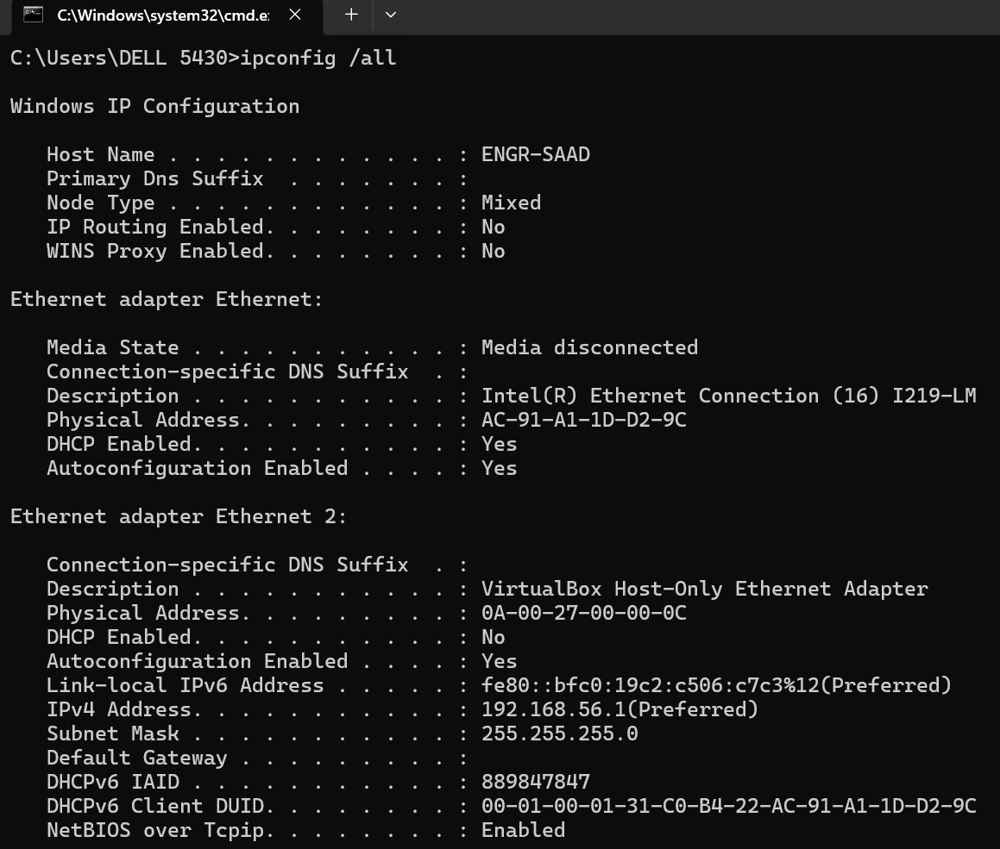 C:\Windows\system32\cmd.e:
C:\Users\DELL 5430>ipconfig /all
Windows IP Configuration
Host Name . . . . . . . . . . . . : ENGR-SAAD
Primary Dns Suffix  . . . . . . . :
Node Type . . . . . . . . . . . . : Mixed
IP Routing Enabled. . . . . . . . : No
WINS Proxy Enabled. . . . . . . . : No
Ethernet adapter Ethernet:
Media State . . . . . . . . . . . : Media disconnected
Connection-specific DNS Suffix  . :
Description . . . . . . . . . . . : Intel(R) Ethernet Connection (16) I219-LM
Physical Address. . . . . . . . . : AC-91-A1-1D-D2-9C
DHCP Enabled. . . . . . . . . . . : Yes
Autoconfiguration Enabled . . . . : Yes
Ethernet adapter Ethernet 2:
Connection-specific DNS Suffix  . :
Description . . . . . . . . . . . : VirtualBox Host-Only Ethernet Adapter
Physical Address. . . . . . . . . : 0A-00-27-00-00-0C
DHCP Enabled. . . . . . . . . . . : No
Autoconfiguration Enabled . . . . : Yes
Link-local IPv6 Address . . . . . : fe80::bfc0:19c2:c506:c7c3%12(Preferred)
IPv4 Address. . . . . . . . . . . : 192.168.56.1(Preferred)
Subnet Mask . . . . . . . . . . . : 255.255.255.0
Default Gateway . . . . . . . . . :
DHCPv6 IAID . . . . . . . . . . . : 889847847
DHCPv6 Client DUID. . . . . . . . : 00-01-00-01-31-C0-B4-22-AC-91-A1-1D-D2-9C
NetBIOS over Tcpip. . . . . . . . : Enabled